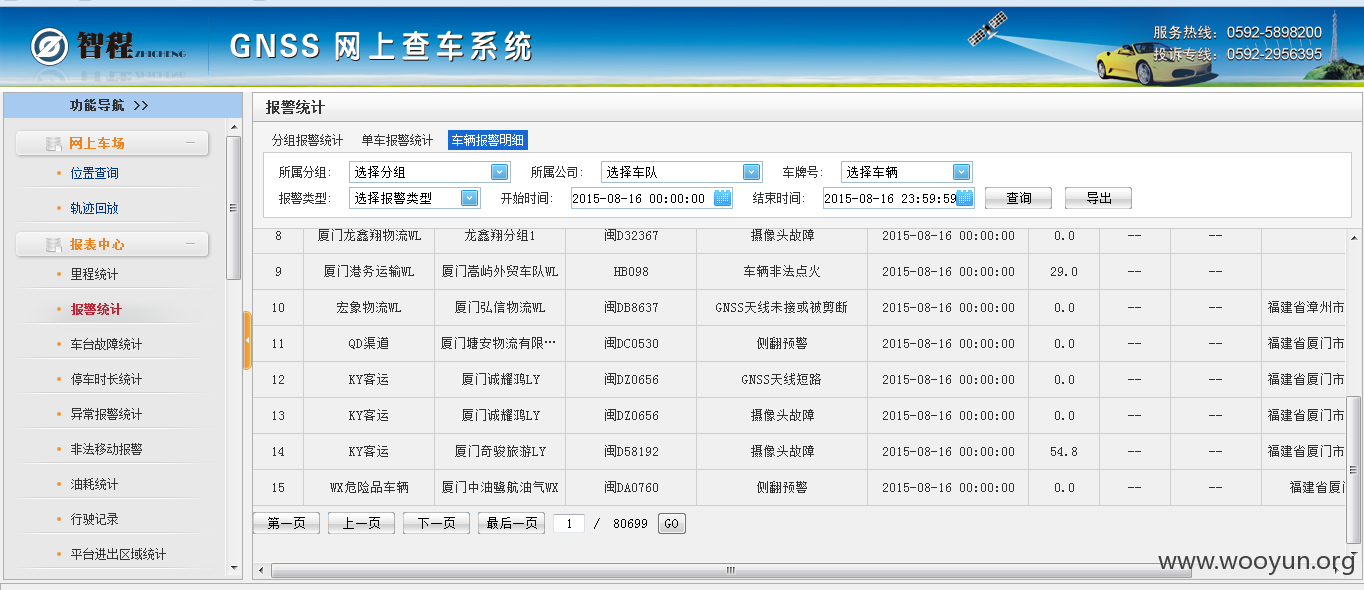 智程 ZHICHENG GNSS 网上查车系统
服务热线: 0592-5898200
投诉专线: 0592-2956395
功能导航 >>
网上车场
位置查询
轨迹回放
报表中心
里程统计
报警统计
车台故障统计
停车时长统计
异常报警统计
非法移动报警
油耗统计
行驶记录
平台进出区域统计
报警统计
分组报警统计 单车报警统计 车辆报警明细
所属分组: 选择分组 所属公司: 选择车队 车牌号: 选择车辆
报警类型: 选择报警类型 开始时间: 2015-08-16 00:00:00 结束时间: 2015-08-16 23:59:59 查询 导出
8 厦门龙鑫翔物流WL 龙鑫翔分组1 闽D32367 摄像头故障 2015-08-16 00:00:00 0.0 -- --
9 厦门港务运输WL 厦门嵩屿外贸车队WL HB098 车辆非法点火 2015-08-16 00:00:00 29.0 -- --
10 宏象物流WL 厦门弘信物流WL 闽DB8637 GNSS天线未接或被剪断 2015-08-16 00:00:00 0.0 -- -- 福建省漳州市
11 QD渠道 厦门塘安物流有限… 闽DC0530 侧翻预警 2015-08-16 00:00:00 0.0 -- -- 福建省厦门市
12 KY客运 厦门诚耀鸿LY 闽DZ0656 GNSS天线短路 2015-08-16 00:00:00 0.0 -- -- 福建省厦门市
13 KY客运 厦门诚耀鸿LY 闽DZ0656 摄像头故障 2015-08-16 00:00:00 0.0 -- -- 福建省厦门市
14 KY客运 厦门奇骏旅游LY 闽D58192 摄像头故障 2015-08-16 00:00:00 54.8 -- -- 福建省厦门市
15 WX危险品车辆 厦门中油鹭航油气WX 闽DA0760 侧翻预警 2015-08-16 00:00:00 0.0 -- -- 福建省厦门
第一页 上一页 下一页 最后一页 1 / 80699 GO
www.wooyun.org